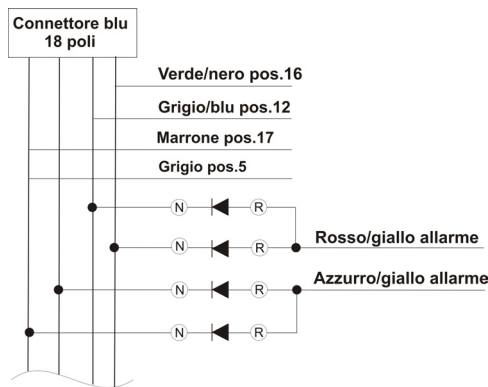 Connettore blu
18 poli
Verde/nero pos.16
Grigio/blu pos.12
Marrone pos.17
Grigio pos.5
N R
N R
Rosso/giallo allarme
N R
Azzurro/giallo allarme
N R